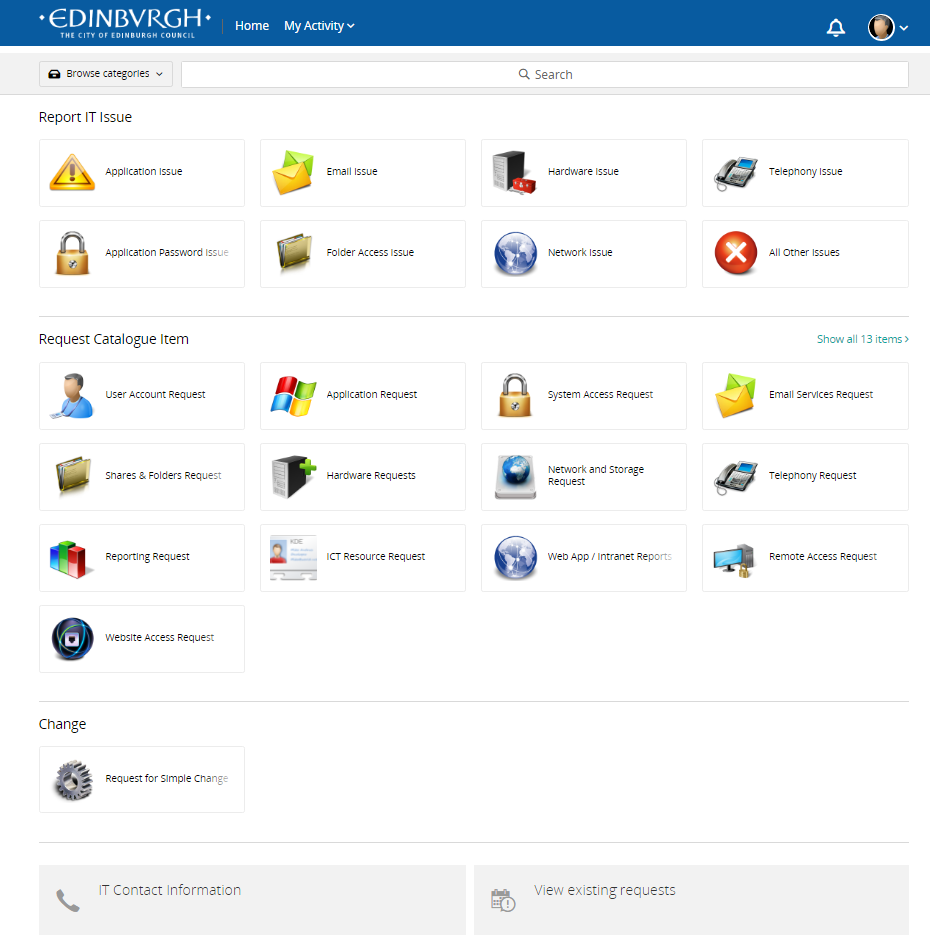 EDINBVRGH
THE CITY OF EDINBURGH COUNCIL
Home
My Activity
Browse categories
Search
Report IT Issue
Application Issue
Email Issue
Hardware Issue
Telephony Issue
Application Password Issue
Folder Access Issue
Network Issue
All Other Issues
Request Catalogue Item
Show all 13 items
User Account Request
Application Request
System Access Request
Email Services Request
Shares & Folders Request
Hardware Requests
Network and Storage
Request
Telephony Request
Reporting Request
KDE
ICT Resource Request
Web App / Intranet Reports
Remote Access Request
Website Access Request
Change
Request for Simple Change
IT Contact Information
View existing requests